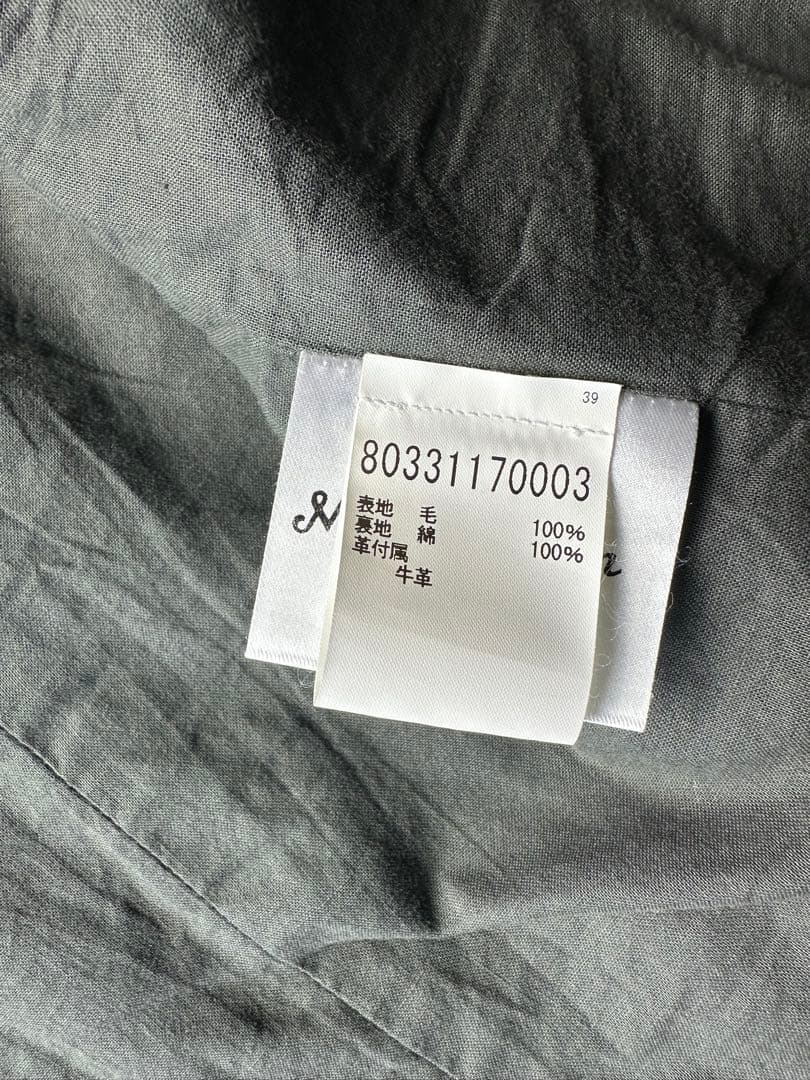 39
80331170003
表地 毛 100%
裏地 綿 100%
革付属
牛革